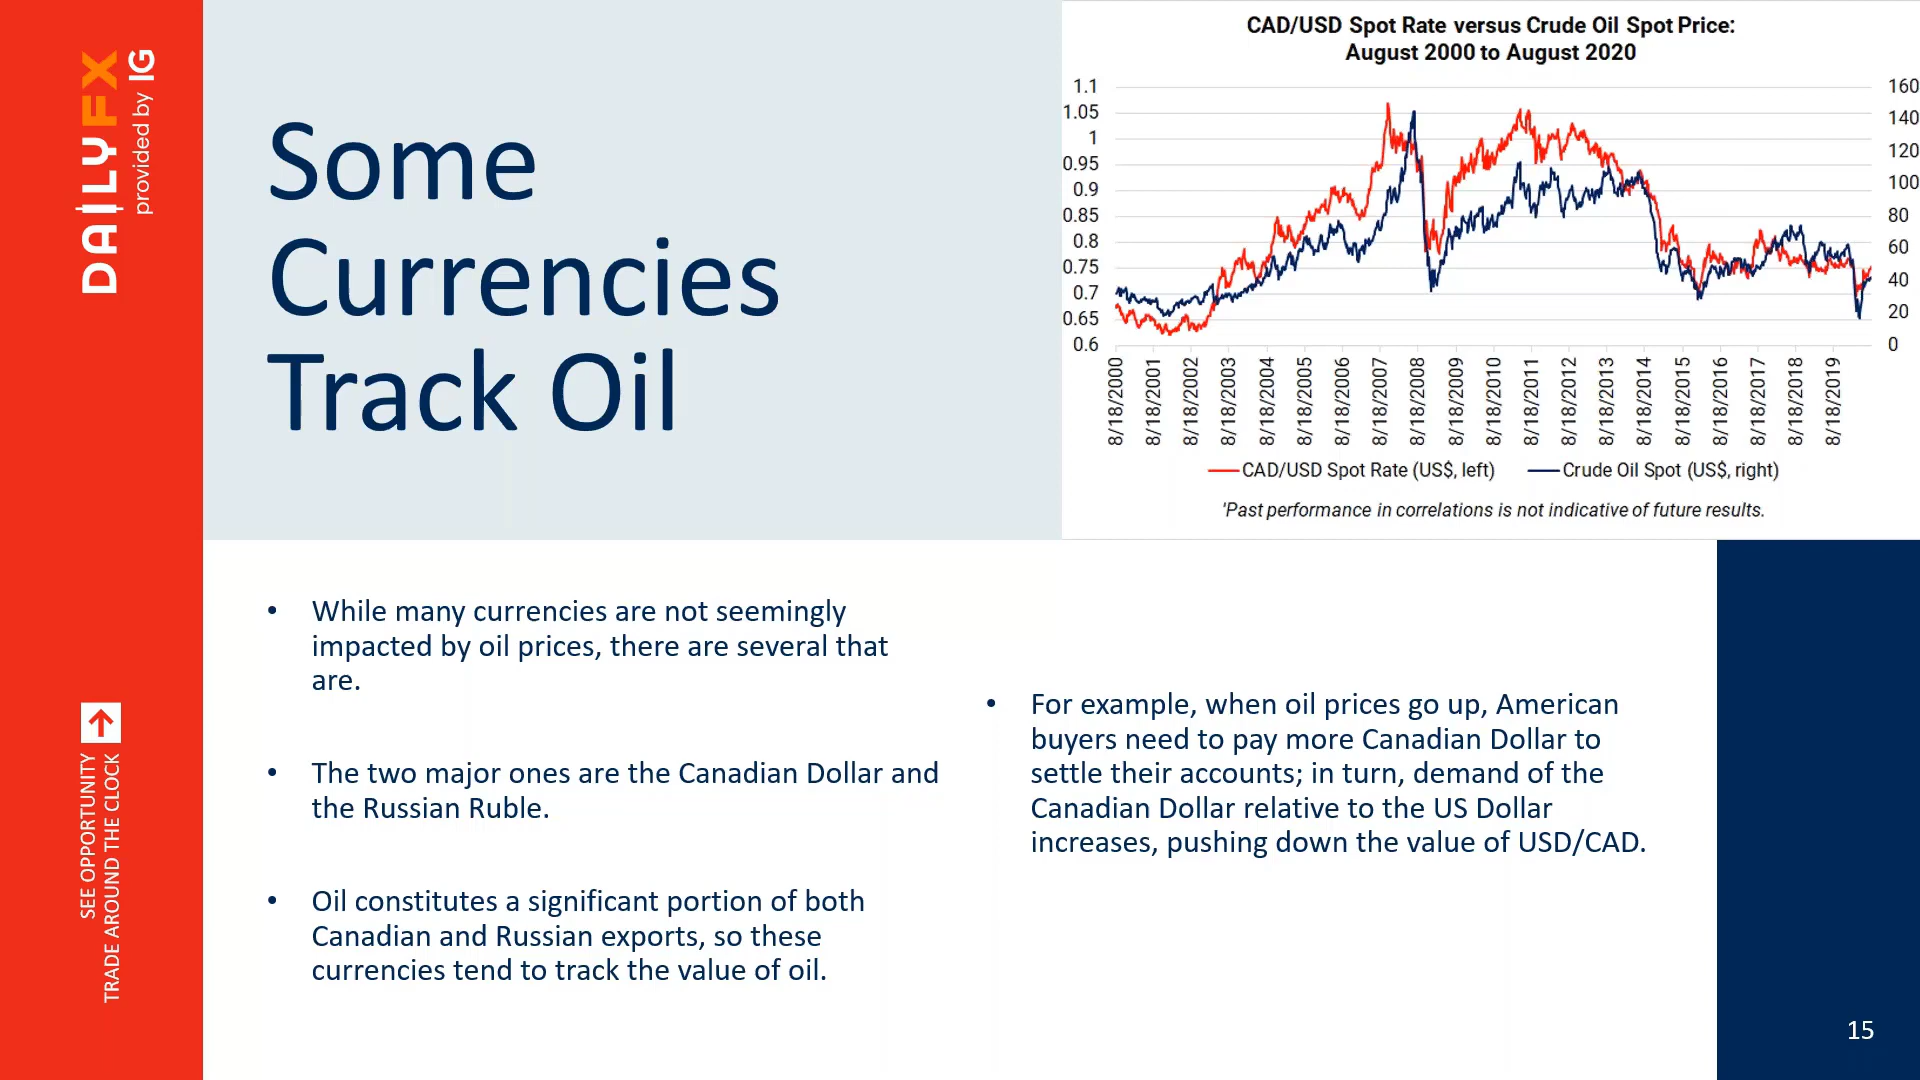 DAILYFX
provided by IG
SEE OPPORTUNITY
TRADE AROUND THE CLOCK
Some
Currencies
Track Oil
CAD/USD Spot Rate versus Crude Oil Spot Price:
August 2000 to August 2020
1.1
1.05
1
0.95
0.9
0.85
0.8
0.75
0.7
0.65
0.6
160
140
120
100
80
60
40
20
0
8/18/2000
8/18/2001
8/18/2002
8/18/2003
8/18/2004
8/18/2005
8/18/2006
8/18/2007
8/18/2008
8/18/2009
8/18/2010
8/18/2011
8/18/2012
8/18/2013
8/18/2014
8/18/2015
8/18/2016
8/18/2017
8/18/2018
8/18/2019
CAD/USD Spot Rate (US$, left)
Crude Oil Spot (US$, right)
'Past performance in correlations is not indicative of future results.
• While many currencies are not seemingly
impacted by oil prices, there are several that
are.
• The two major ones are the Canadian Dollar and
the Russian Ruble.
• Oil constitutes a significant portion of both
Canadian and Russian exports, so these
currencies tend to track the value of oil.
• For example, when oil prices go up, American
buyers need to pay more Canadian Dollar to
settle their accounts; in turn, demand of the
Canadian Dollar relative to the US Dollar
increases, pushing down the value of USD/CAD.
15